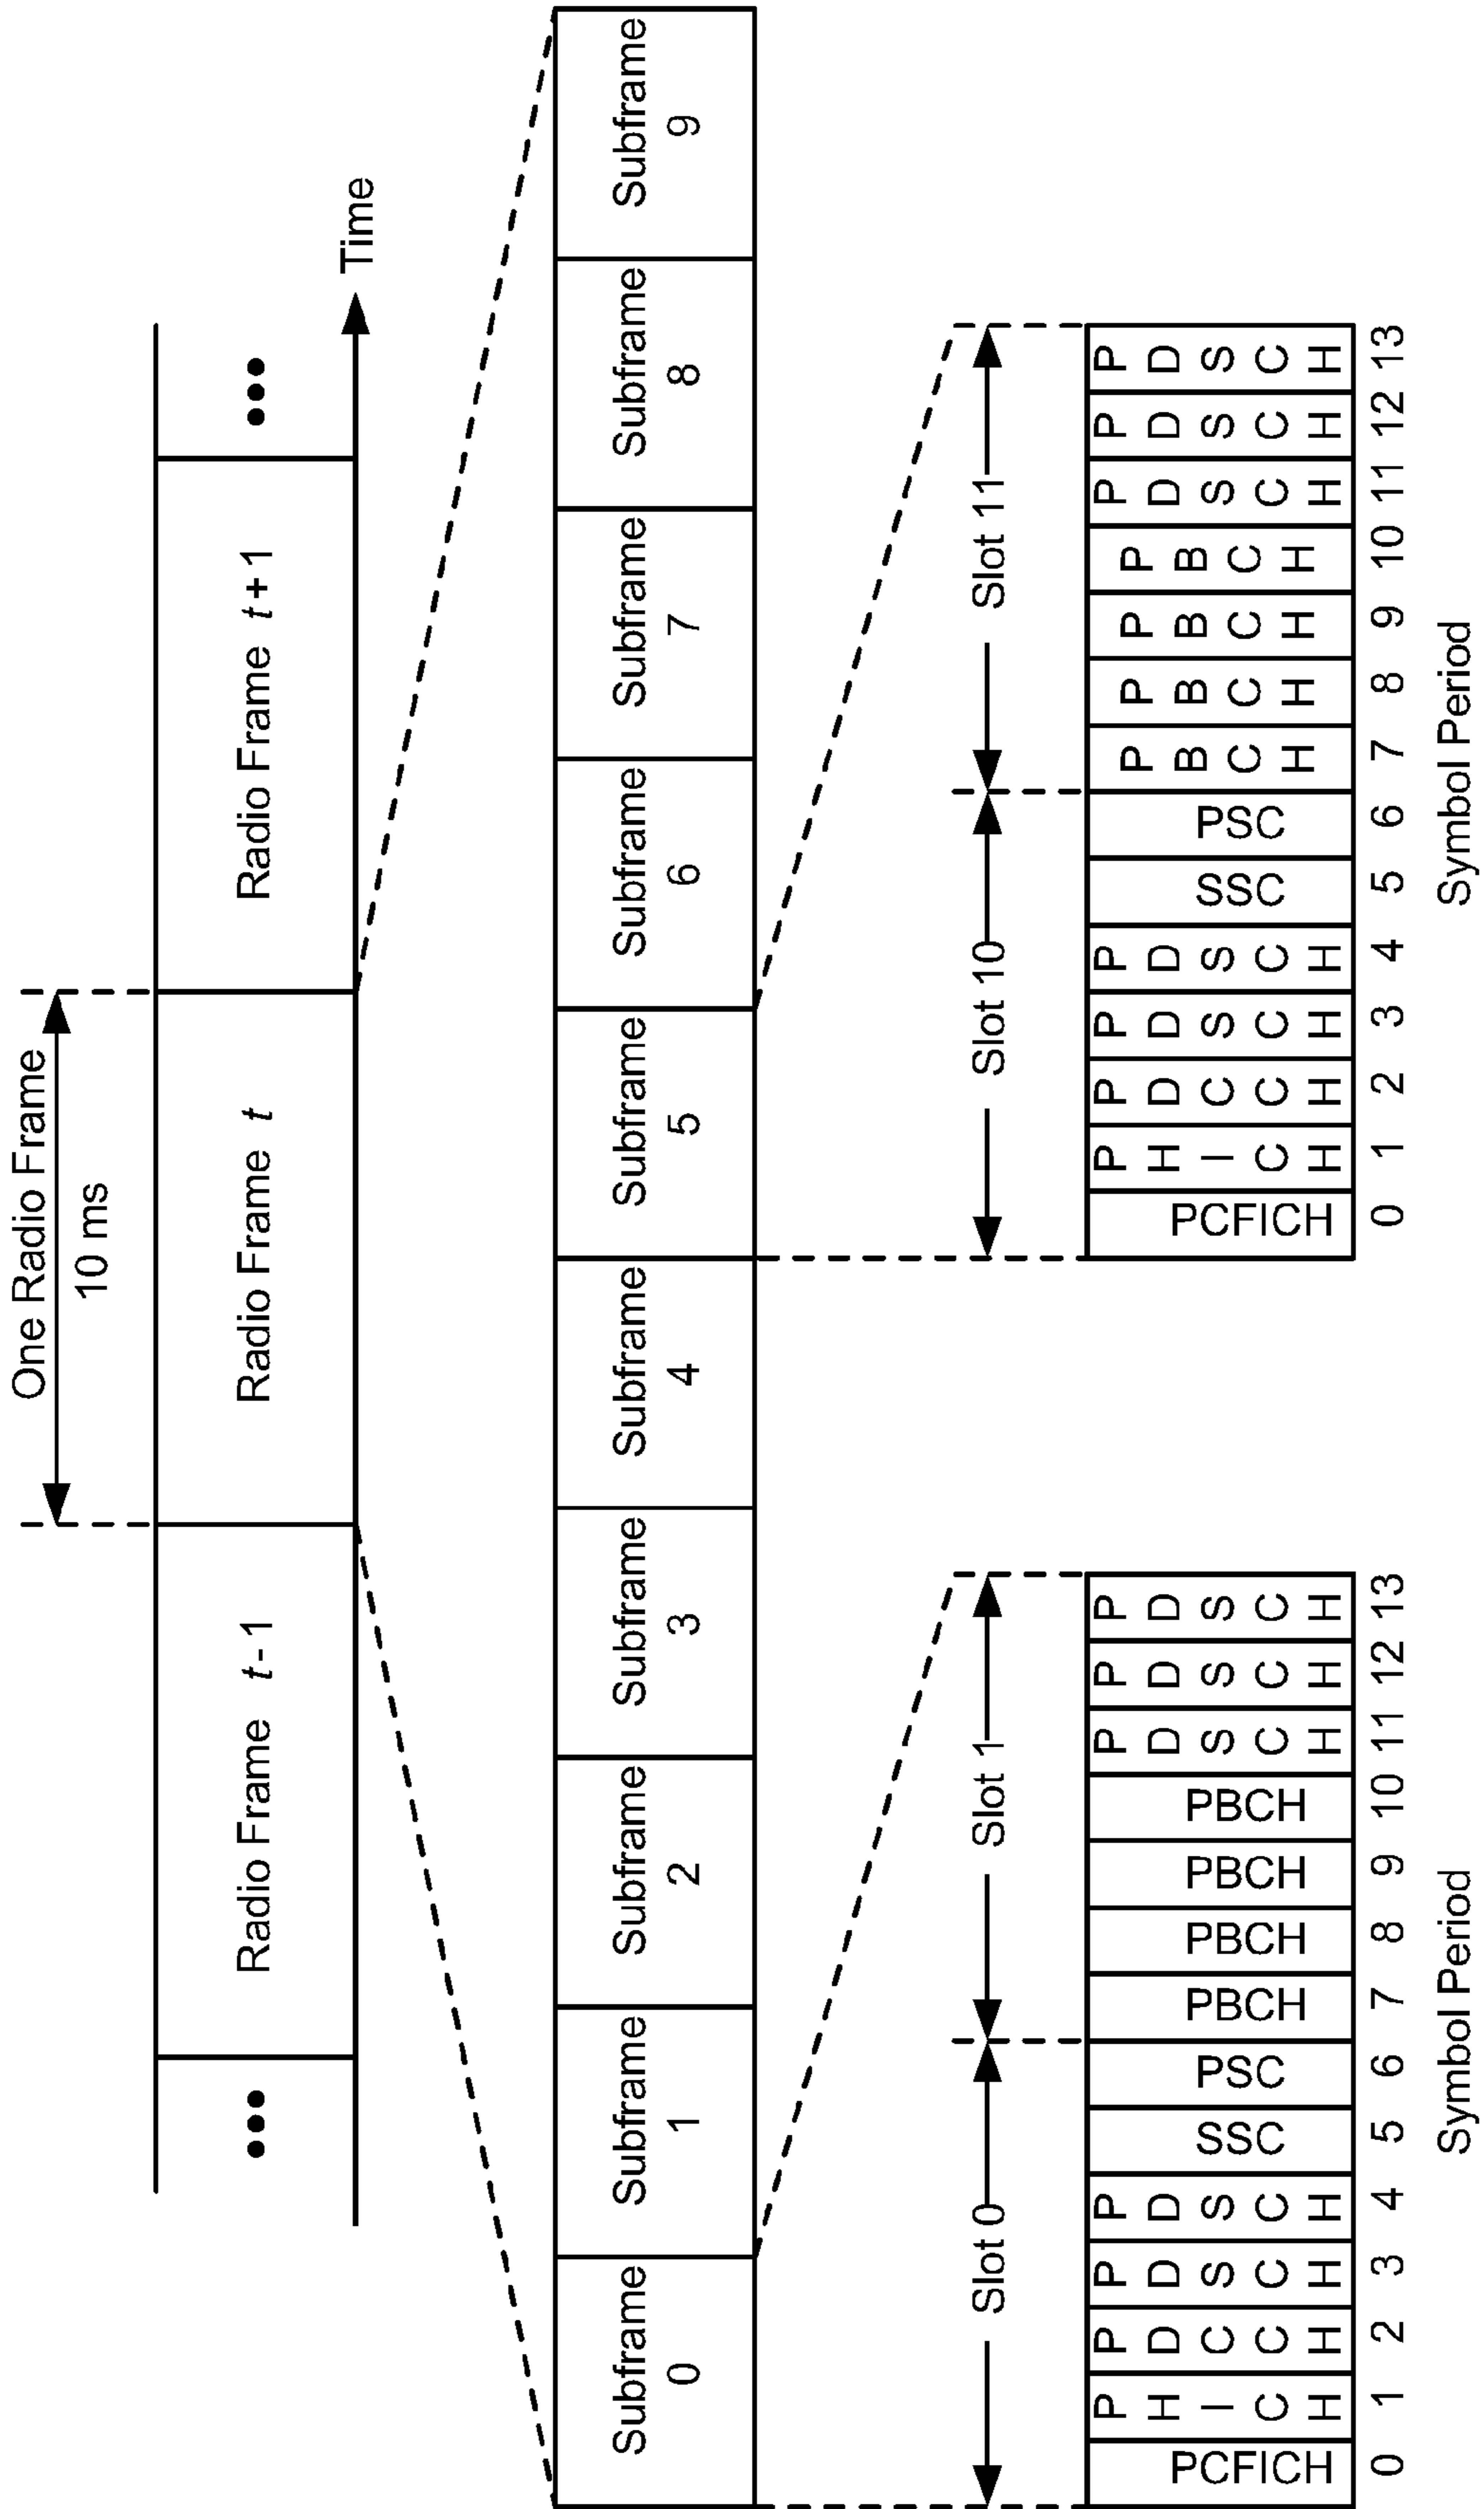 One Radio Frame
10 ms
•••
Radio Frame t-1
Radio Frame t
Radio Frame t+1
•••
Time
Subframe
0
Subframe
1
Subframe
2
Subframe
3
Subframe
4
Subframe
5
Subframe
6
Subframe
7
Subframe
8
Subframe
9
Slot 0
Slot 1
PCFICH
PHICH
PDCCH
PDSCH
PDSCH
SSC
PSC
PBCH
PBCH
PBCH
PBCH
PDSCH
PDSCH
PDSCH
0 1 2 3 4 5 6 7 8 9 10 11 12 13
Symbol Period
Slot 10
Slot 11
PCFICH
PHICH
PDCCH
PDSCH
PDSCH
SSC
PSC
PBCH
PBCH
PBCH
PBCH
PDSCH
PDSCH
PDSCH
0 1 2 3 4 5 6 7 8 9 10 11 12 13
Symbol Period